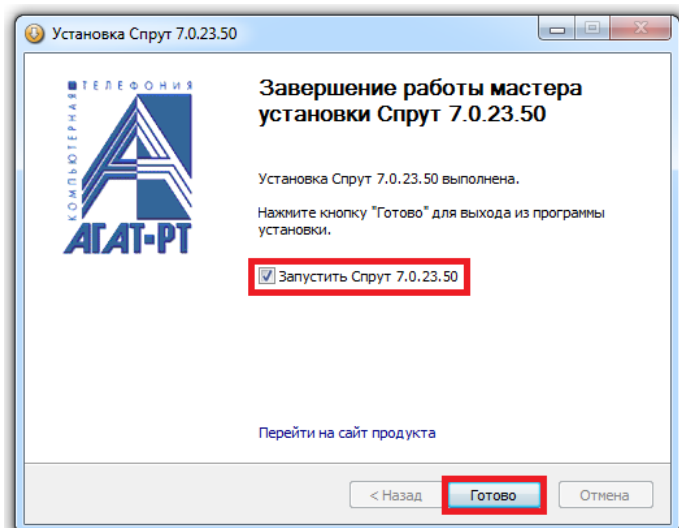 Установка Спрут 7.0.23.50
ТЕЛЕФОНИЯ
КОМПЬЮТЕРНАЯ
АГАТ-РТ
Завершение работы мастера
установки Спрут 7.0.23.50
Установка Спрут 7.0.23.50 выполнена.
Нажмите кнопку "Готово" для выхода из программы
установки.
Запустить Спрут 7.0.23.50
Перейти на сайт продукта
< Назад
Готово
Отмена